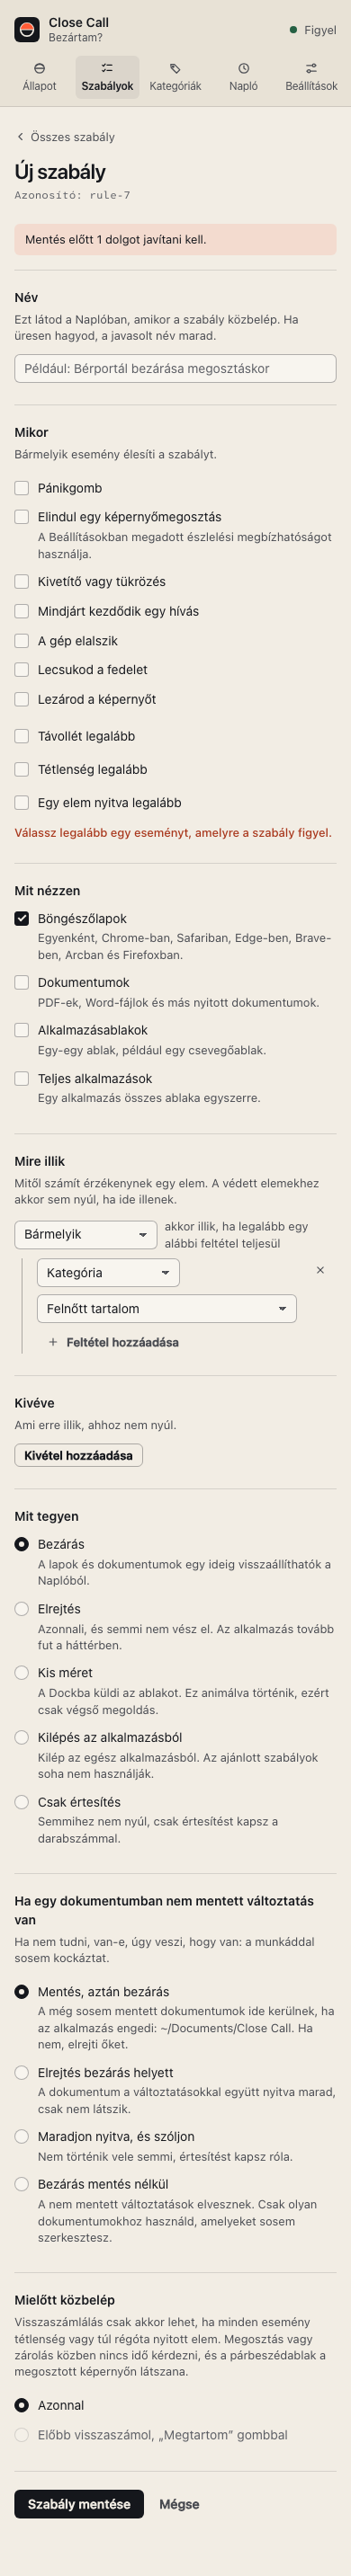 Close Call
Bezártam?
Figyel
Állapot
Szabályok
Kategóriák
Napló
Beállítások
Összes szabály
Új szabály
Azonosító: rule-7
Mentés előtt 1 dolgot javítani kell.
Név
Ezt látod a Naplóban, amikor a szabály közbelép. Ha
üresen hagyod, a javasolt név marad.
Például: Bérportál bezárása megosztáskor
Mikor
Bármelyik esemény élesíti a szabályt.
Pánikgomb
Elindul egy képernyőmegosztás
A Beállításokban megadott észlelési megbízhatóságot
használja.
Kivetítő vagy tükrözés
Mindjárt kezdődik egy hívás
A gép elalszik
Lecsukod a fedelet
Lezárod a képernyőt
Távollét legalább
Tétlenség legalább
Egy elem nyitva legalább
Válassz legalább egy eseményt, amelyre a szabály figyel.
Mit nézzen
Böngészőlapok
Egyenként, Chrome-ban, Safariban, Edge-ben, Brave-
ben, Arcban és Firefoxban.
Dokumentumok
PDF-ek, Word-fájlok és más nyitott dokumentumok.
Alkalmazásablakok
Egy-egy ablak, például egy csevegőablak.
Teljes alkalmazások
Egy alkalmazás összes ablaka egyszerre.
Mire illik
Mitől számít érzékenynek egy elem. A védett elemekhez
akkor sem nyúl, ha ide illenek.
Bármelyik
akkor illik, ha legalább egy
alábbi feltétel teljesül
Kategória
×
Felnőtt tartalom
+ Feltétel hozzáadása
Kivéve
Ami erre illik, ahhoz nem nyúl.
Kivétel hozzáadása
Mit tegyen
Bezárás
A lapok és dokumentumok egy ideig visszaállíthatók a
Naplóból.
Elrejtés
Azonnali, és semmi nem vész el. Az alkalmazás tovább
fut a háttérben.
Kis méret
A Dockba küldi az ablakot. Ez animálva történik, ezért
csak végső megoldás.
Kilépés az alkalmazásból
Kilép az egész alkalmazásból. Az ajánlott szabályok
soha nem használják.
Csak értesítés
Semmihez nem nyúl, csak értesítést kapsz a
darabszámmal.
Ha egy dokumentumban nem mentett változtatás
van
Ha nem tudni, van-e, úgy veszi, hogy van: a munkáddal
sosem kockáztat.
Mentés, aztán bezárás
A még sosem mentett dokumentumok ide kerülnek, ha
az alkalmazás engedi: ~/Documents/Close Call. Ha
nem, elrejti őket.
Elrejtés bezárás helyett
A dokumentum a változtatásokkal együtt nyitva marad,
csak nem látszik.
Maradjon nyitva, és szóljon
Nem történik vele semmi, értesítést kapsz róla.
Bezárás mentés nélkül
A nem mentett változtatások elvesznek. Csak olyan
dokumentumokhoz használd, amelyeket sosem
szerkesztesz.
Mielőtt közbelép
Visszaszámlálás csak akkor lehet, ha minden esemény
tétlenség vagy túl régóta nyitott elem. Megosztás vagy
zárolás közben nincs idő kérdezni, és a párbeszédablak a
megosztott képernyőn látszana.
Azonnal
Előbb visszaszámol, „Megtartom” gombbal
Szabály mentése
Mégse